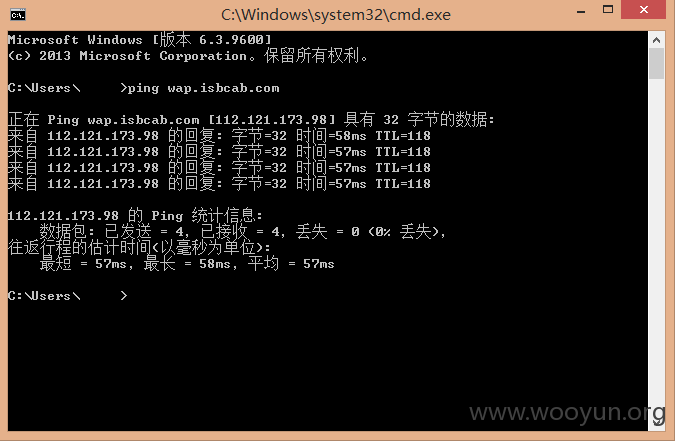 C:\Windows\system32\cmd.exe
Microsoft Windows [版本 6.3.9600]
(c) 2013 Microsoft Corporation。保留所有权利。
C:\Users\     >ping wap.isbcab.com
正在 Ping wap.isbcab.com [112.121.173.98] 具有 32 字节的数据:
来自 112.121.173.98 的回复: 字节=32 时间=58ms TTL=118
来自 112.121.173.98 的回复: 字节=32 时间=57ms TTL=118
来自 112.121.173.98 的回复: 字节=32 时间=57ms TTL=118
来自 112.121.173.98 的回复: 字节=32 时间=57ms TTL=118
112.121.173.98 的 Ping 统计信息:
    数据包: 已发送 = 4, 已接收 = 4, 丢失 = 0 (0% 丢失),
往返行程的估计时间(以毫秒为单位):
    最短 = 57ms, 最长 = 58ms, 平均 = 57ms
C:\Users\     >
www.wooyun.org